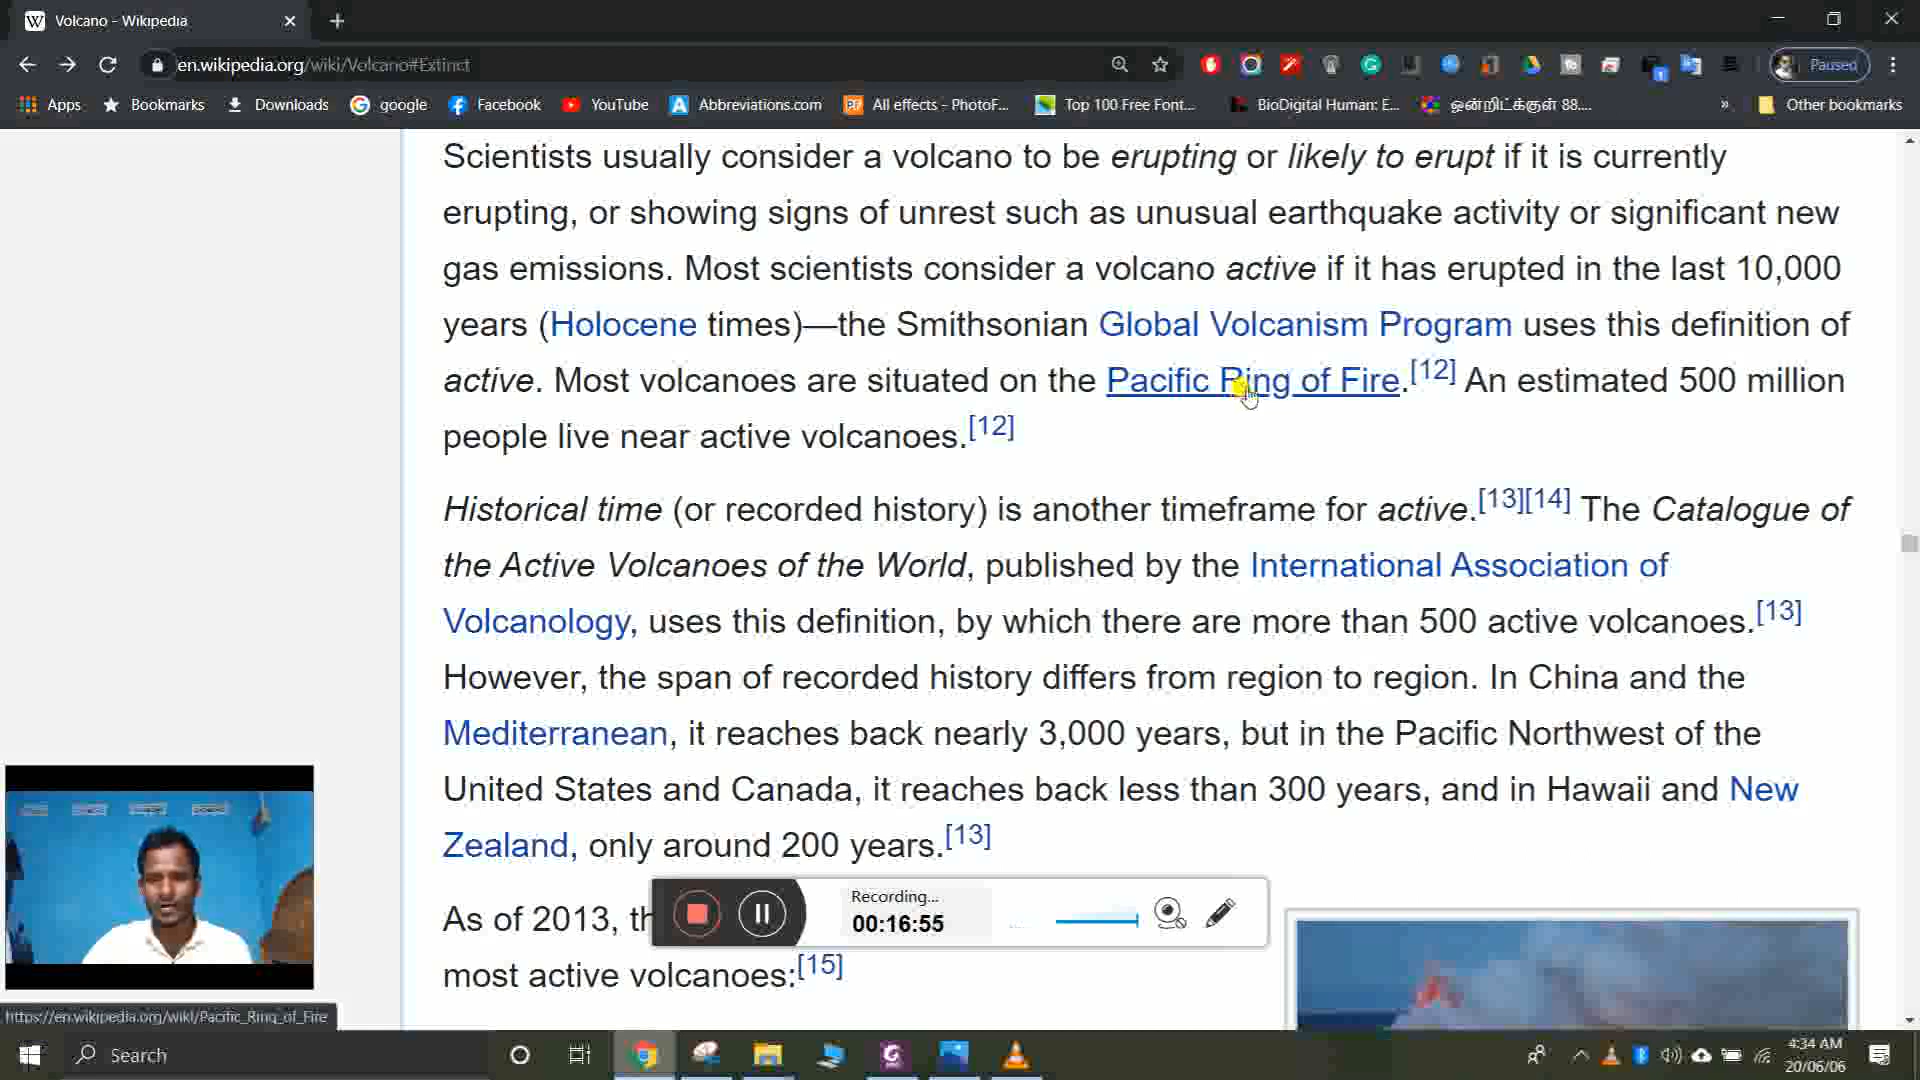 Volcano - Wikipedia
en.wikipedia.org/wiki/Volcano#Extinct
Paused
Apps Bookmarks Downloads google Facebook YouTube Abbreviations.com All effects - PhotoF... Top 100 Free Font... BioDigital Human: E... ஒன்றிட்க்குள் 88.... » Other bookmarks
Scientists usually consider a volcano to be erupting or likely to erupt if it is currently
erupting, or showing signs of unrest such as unusual earthquake activity or significant new
gas emissions. Most scientists consider a volcano active if it has erupted in the last 10,000
years (Holocene times)—the Smithsonian Global Volcanism Program uses this definition of
active. Most volcanoes are situated on the Pacific Ring of Fire.[12] An estimated 500 million
people live near active volcanoes.[12]
Historical time (or recorded history) is another timeframe for active.[13][14] The Catalogue of
the Active Volcanoes of the World, published by the International Association of
Volcanology, uses this definition, by which there are more than 500 active volcanoes.[13]
However, the span of recorded history differs from region to region. In China and the
Mediterranean, it reaches back nearly 3,000 years, but in the Pacific Northwest of the
United States and Canada, it reaches back less than 300 years, and in Hawaii and New
Zealand, only around 200 years.[13]
As of 2013, th
most active volcanoes:[15]
Recording...
00:16:55
https://en.wikipedia.org/wiki/Pacific_Ring_of_Fire
Search
4:34 AM
20/06/06